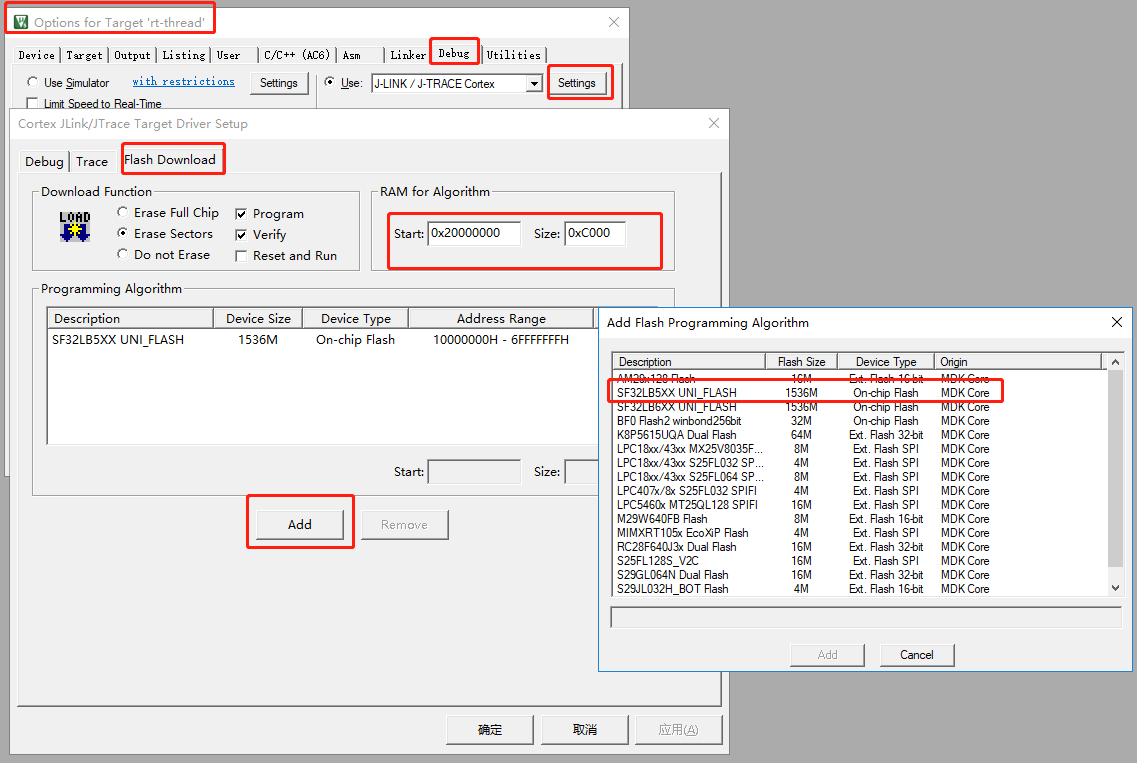 Options for Target 'rt-thread'
Device Target Output Listing User C/C++ (AC6) Asm Linker Debug Utilities
Use Simulator with restrictions Settings Use: J-LINK / J-TRACE Cortex Settings
Limit Speed to Real-Time
Cortex JLink/JTrace Target Driver Setup
Debug Trace Flash Download
Download Function
LOAD
Erase Full Chip Program
Erase Sectors Verify
Do not Erase Reset and Run
RAM for Algorithm
Start: 0x20000000 Size: 0xC000
Programming Algorithm
Description Device Size Device Type Address Range
SF32LB5XX UNI_FLASH 1536M On-chip Flash 10000000H - 6FFFFFFFH
Start: Size:
Add Remove
确定 取消 应用(A)
Add Flash Programming Algorithm
Description Flash Size Device Type Origin
AM29x128 Flash 16M Ext. Flash 16-bit MDK Core
SF32LB5XX UNI_FLASH 1536M On-chip Flash MDK Core
SF32LB6XX UNI_FLASH 1536M On-chip Flash MDK Core
BF0 Flash2 winbond256bit 32M On-chip Flash MDK Core
K8P5615UQA Dual Flash 64M Ext. Flash 32-bit MDK Core
LPC18xx/43xx MX25V8035F... 8M Ext. Flash SPI MDK Core
LPC18xx/43xx S25FL032 SP... 4M Ext. Flash SPI MDK Core
LPC18xx/43xx S25FL064 SP... 8M Ext. Flash SPI MDK Core
LPC407x/8x S25FL032 SPIFI 4M Ext. Flash SPI MDK Core
LPC5460x MT25QL128 SPIFI 16M Ext. Flash SPI MDK Core
M29W640FB Flash 8M Ext. Flash 16-bit MDK Core
MIMXRT105x EcoXiP Flash 4M Ext. Flash SPI MDK Core
RC28F640J3x Dual Flash 16M Ext. Flash 32-bit MDK Core
S25FL128S_V2C 16M Ext. Flash SPI MDK Core
S29GL064N Dual Flash 16M Ext. Flash 32-bit MDK Core
S29JL032H_BOT Flash 4M Ext. Flash 16-bit MDK Core
Add Cancel